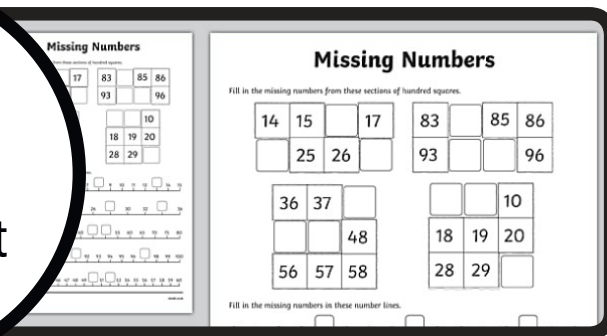 t
Missing Numbers
17 83 85 86
93 96
10
18 19 20
28 29
Missing Numbers
Fill in the missing numbers from these sections of hundred squares.
14 15 17 83 85 86
25 26 93 96
36 37 10
48 18 19 20
56 57 58 28 29
Fill in the missing numbers in these number lines.